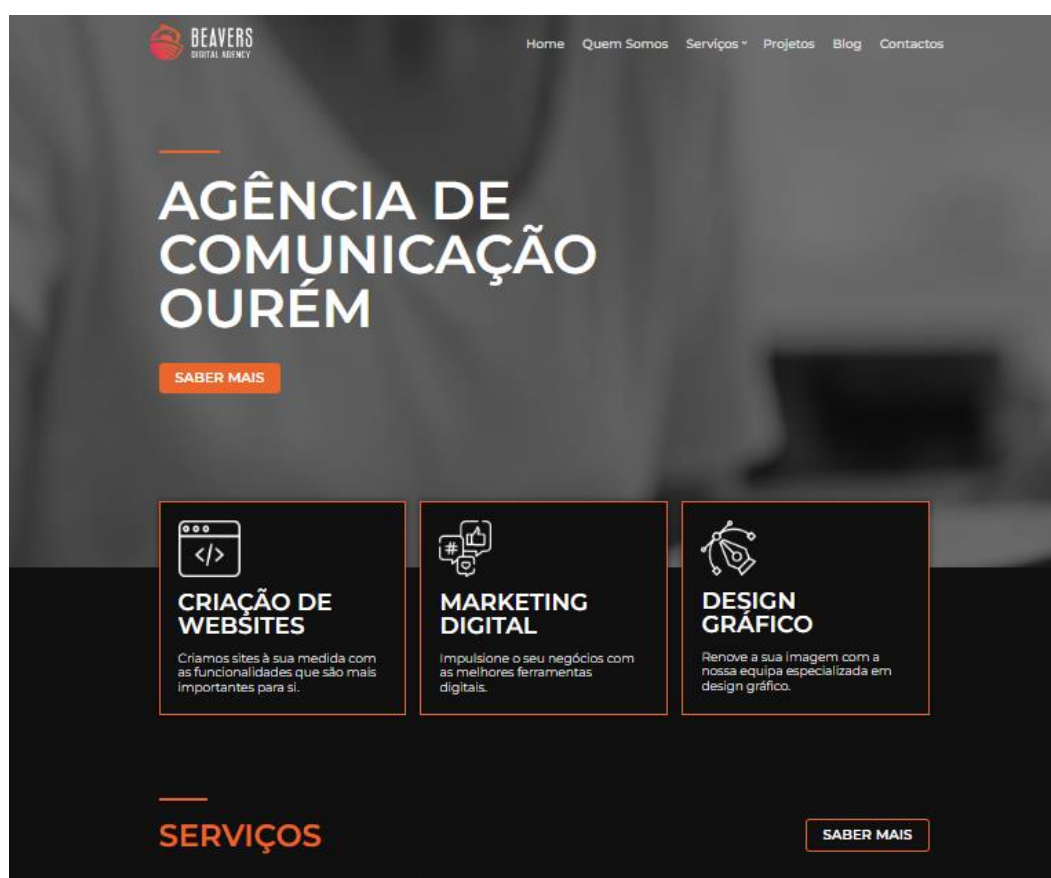 BEAVERS
DIGITAL AGENCY
Home Quem Somos Serviços Projetos Blog Contactos
AGÊNCIA DE
COMUNICAÇÃO
OURÉM
SABER MAIS
</>
#
CRIAÇÃO DE
WEBSITES
Criamos sites à sua medida com
as funcionalidades que são mais
importantes para si.
MARKETING
DIGITAL
Impulsione o seu negócios com
as melhores ferramentas
digitais.
DESIGN
GRÁFICO
Renove a sua imagem com a
nossa equipa especializada em
design gráfico.
SERVIÇOS
SABER MAIS